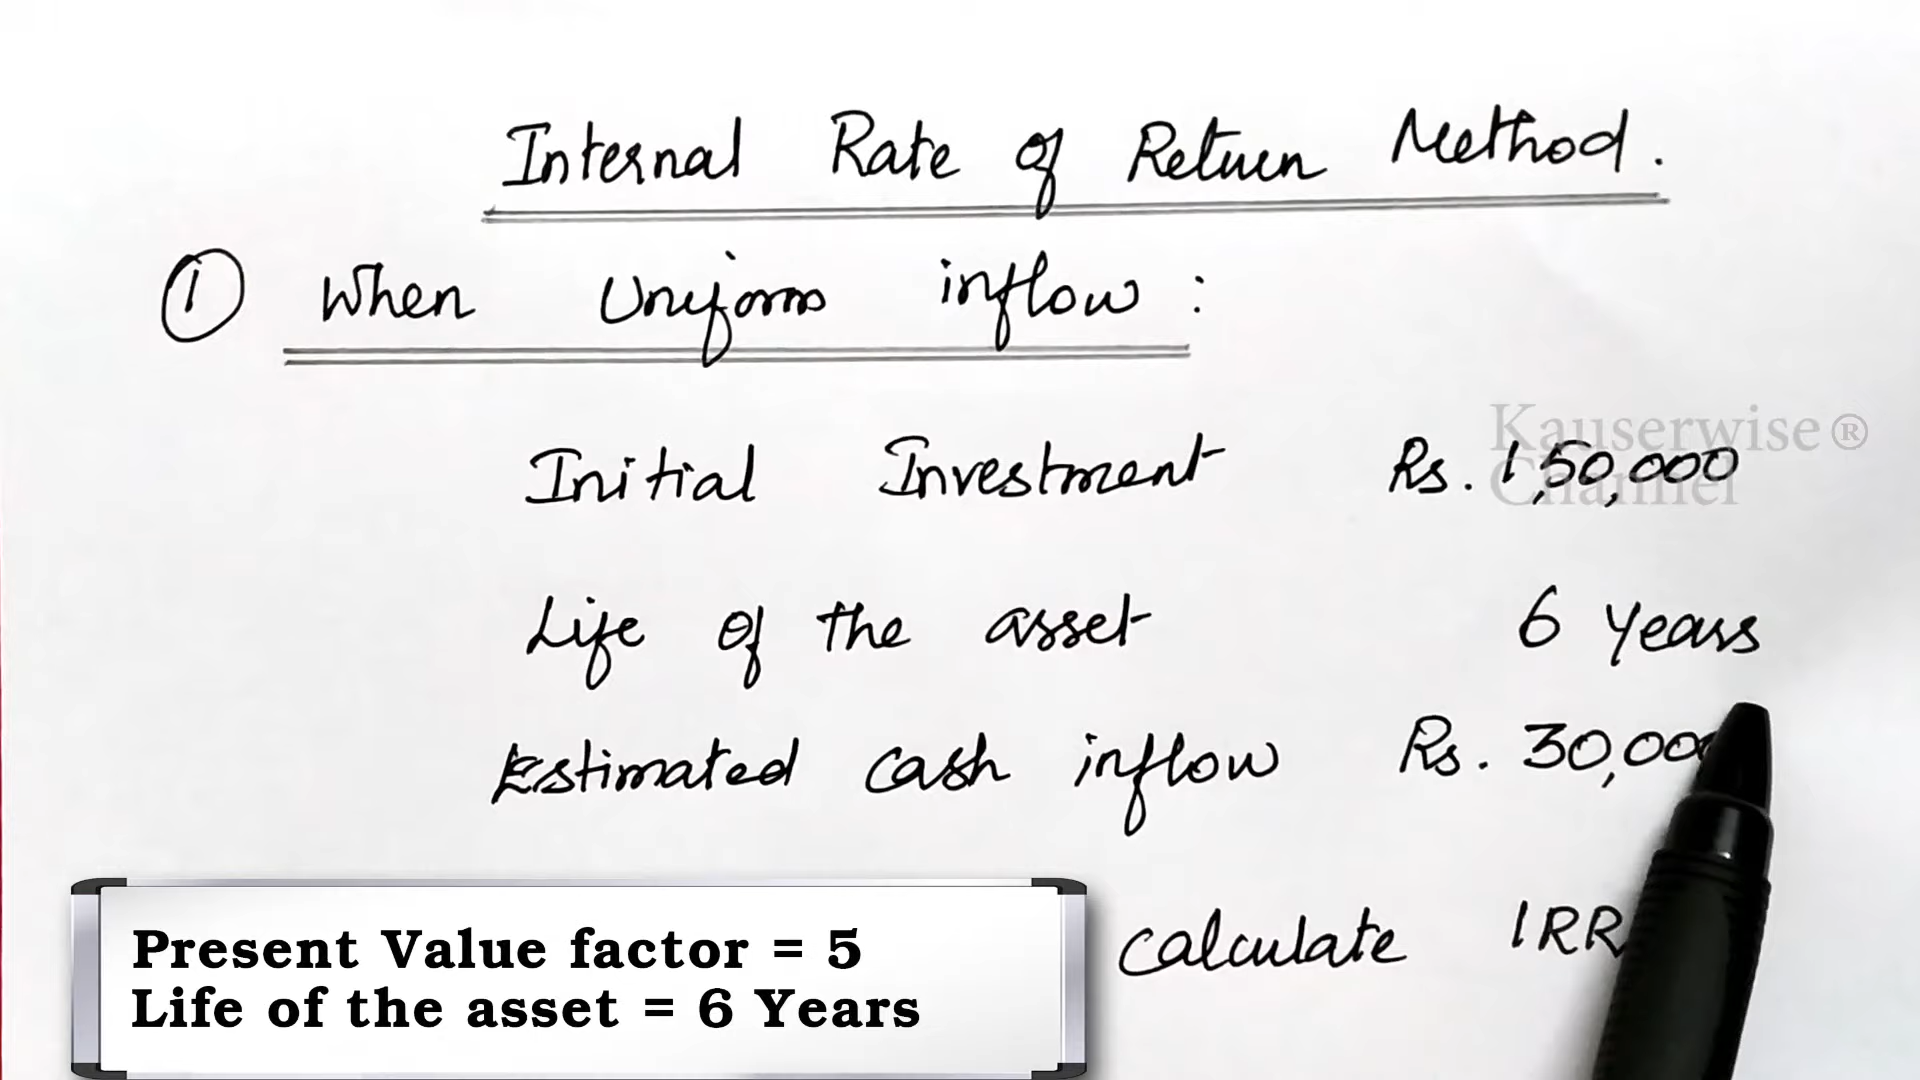 Internal Rate of Return Method.
① When Uniform inflow :
Kauserwise®
Channel
Initial Investment Rs. 1,50,000
Life of the asset 6 Years
Estimated cash inflow Rs. 30,000
calculate IRR
Present Value factor = 5
Life of the asset = 6 Years